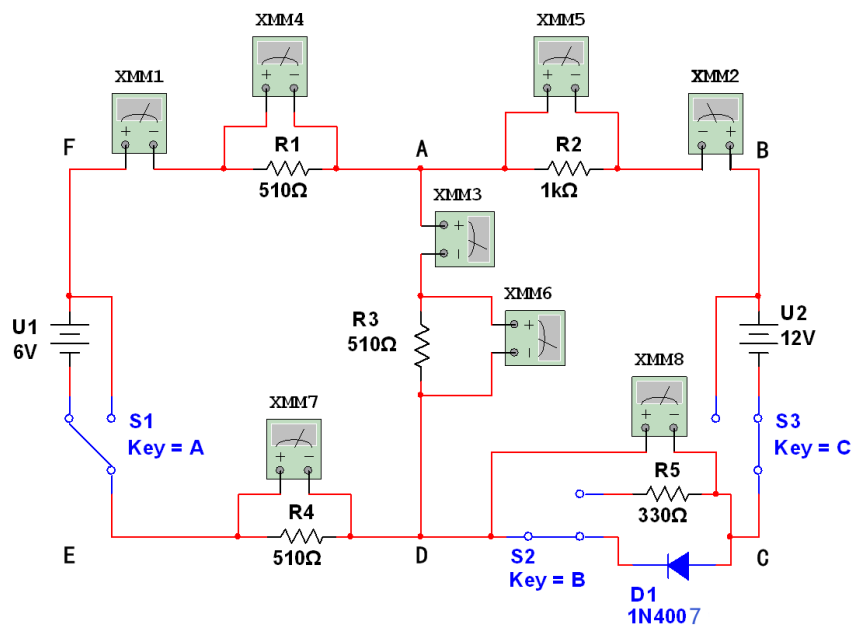 XMM4
XMM5
XMM1
XMM2
F
R1
A
R2
B
510Ω
1kΩ
XMM3
XMM6
U1
6V
R3
510Ω
U2
12V
XMM8
XMM7
S1
Key = A
S3
Key = C
R4
510Ω
R5
330Ω
E
D
S2
Key = B
C
D1
1N4007